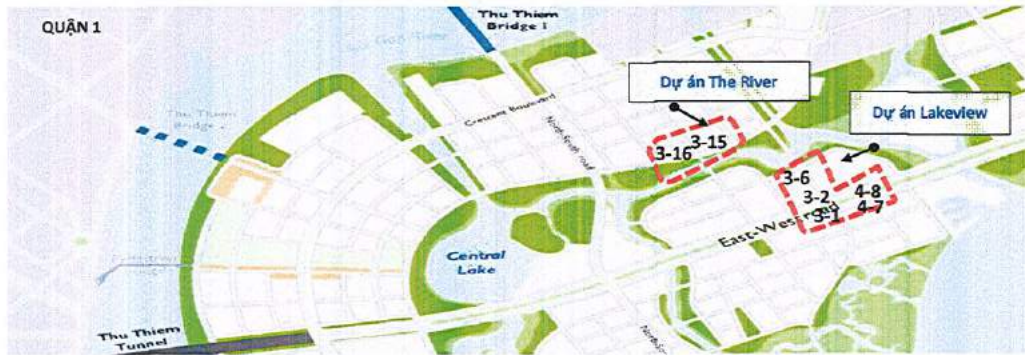 QUẬN 1
Thu Thiem
Bridge I
Thu Thiem
Bridge
Crescent Boulevard
North-South road
Dự án The River
3-15
3-16
Dự án Lakeview
3-6
3-2
3-1
4-8
4-7
East-West road
Central
Lake
Thu Thiem
Tunnel